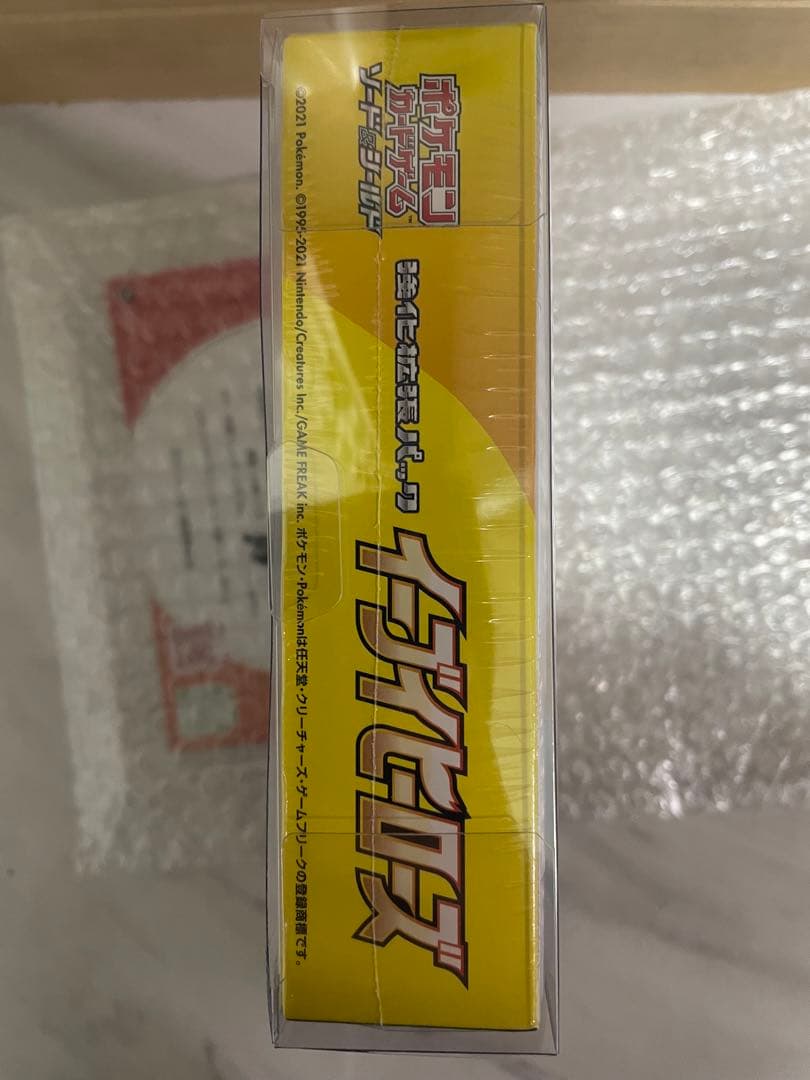 ポケモン
カードゲーム™
ソード&シールド
強化拡張パック
イーブイヒーローズ
©2021 Pokémon. ©1995-2021 Nintendo/Creatures Inc./GAME FREAK inc. ポケモン・Pokémonは任天堂・クリーチャーズ・ゲームフリークの登録商標です。